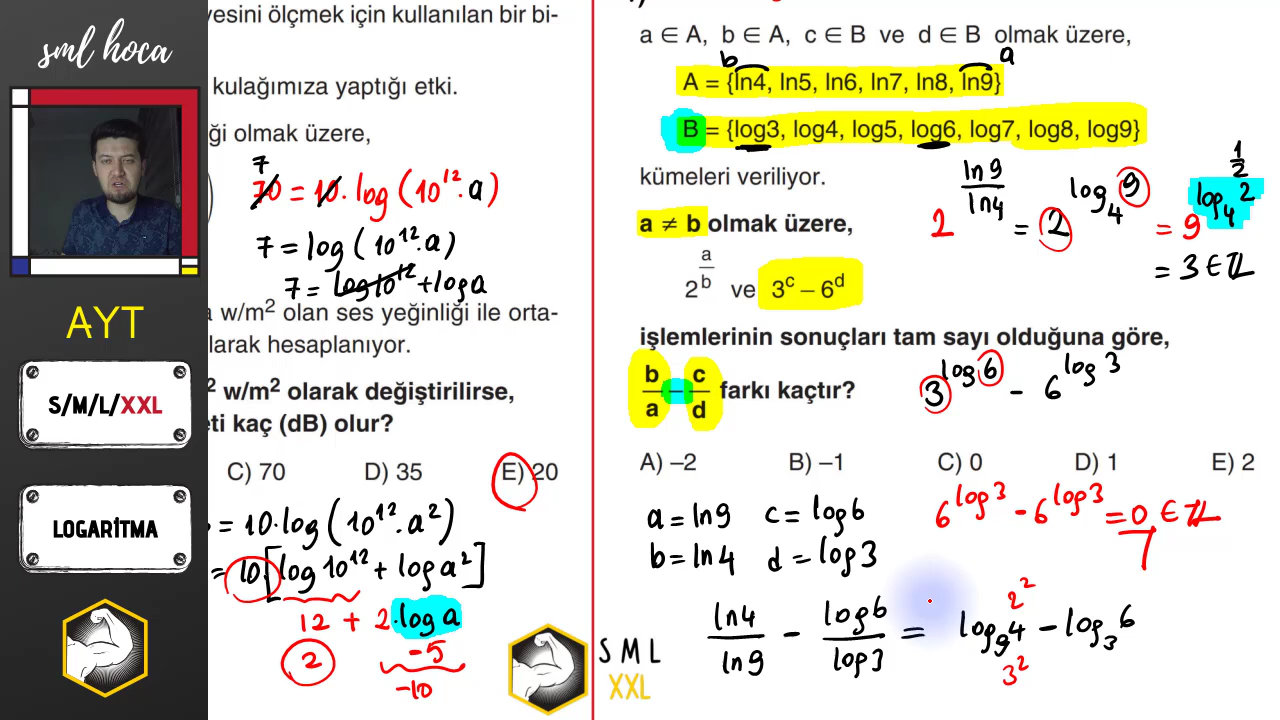 sml hoca
AYT
S/M/L/XXL
LOGARİTMA
yesini ölçmek için kullanılan bir bi-
kulağımıza yaptığı etki.
ği olmak üzere,
7
70 = 10. log (10¹². a)
7 = log (10¹². a)
7 = log10¹² + loga
a w/m² olan ses yeğinliği ile orta-
larak hesaplanıyor.
² w/m² olarak değiştirilirse,
eti kaç (dB) olur?
C) 70 D) 35 E) 20
= 10. log (10¹². a²)
= 10 [log 10¹² + log a²]
12 + 2. log a
2 -5
-10
SML
XXL
a ∈ A, b ∈ A, c ∈ B ve d ∈ B olmak üzere,
b a
A = {ln4, ln5, ln6, ln7, ln8, ln9}
B = {log3, log4, log5, log6, log7, log8, log9}
kümeleri veriliyor.
a ≠ b olmak üzere,
2^(a/b) ve 3^c – 6^d
2^(ln9/ln4) = 2^(log₄9) = 9^(log₄2) 1/2
= 3 ∈ ℤ
işlemlerinin sonuçları tam sayı olduğuna göre,
b/a – c/d farkı kaçtır?
3^(log6) - 6^(log3)
A) –2 B) –1 C) 0 D) 1 E) 2
6^(log3) - 6^(log3) = 0 ∈ ℤ
a = ln9 c = log6
b = ln4 d = log3
ln4/ln9 - log6/log3 = log₉4 - log₃6
2²
3²